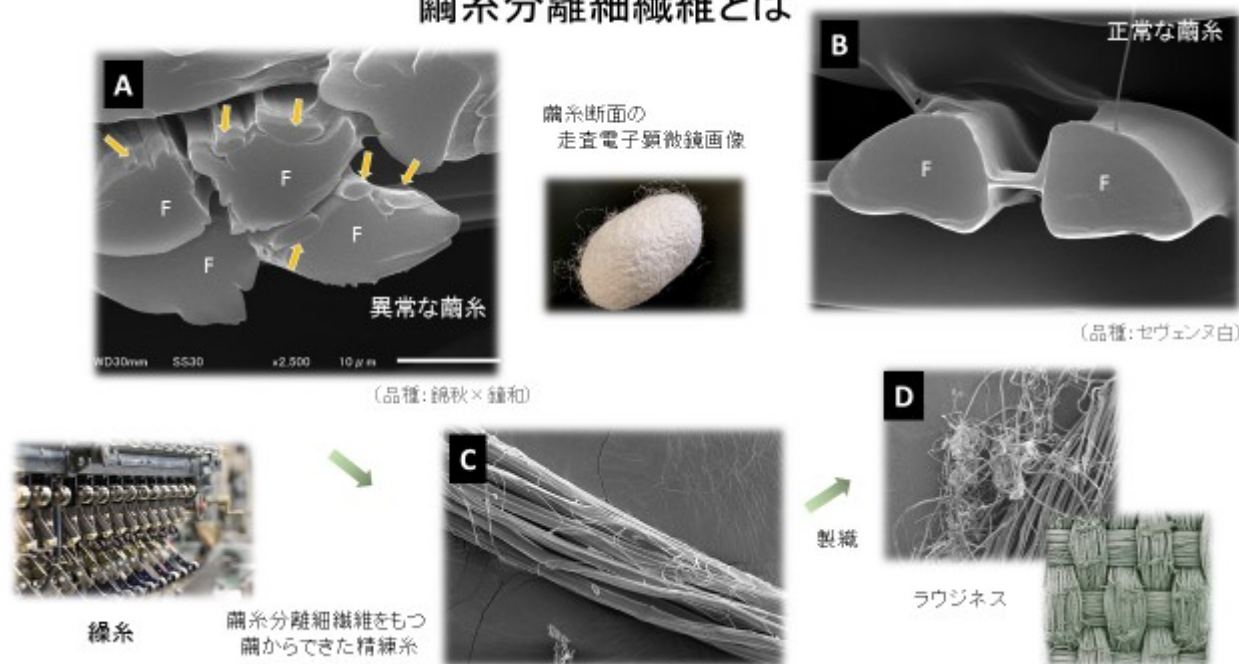 繭糸分離細繊維とは
A
F
F
F
F
異常な繭糸
WD30mm SS30 x2,500 10μm
(品種:錦秋×鐘和)
繭糸断面の
走査電子顕微鏡画像
B
正常な繭糸
F
F
(品種:セヴェンヌ白)
繰糸
繭糸分離細繊維をもつ
繭からできた精練糸
C
製織
D
ラウジネス